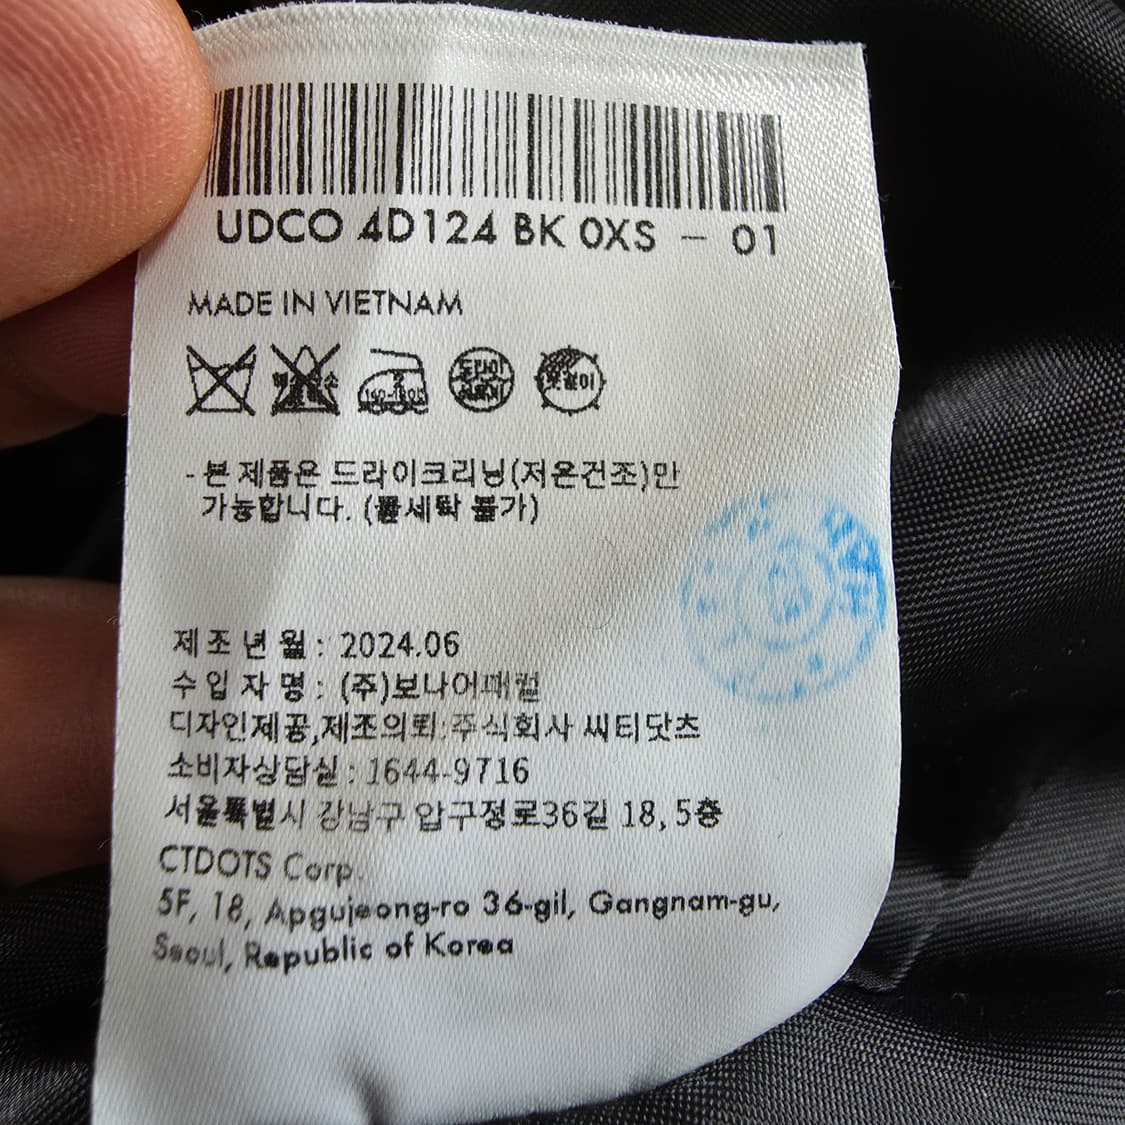 UDCO 4D124 BK 0XS - 01
MADE IN VIETNAM
드라이
- 본 제품은 드라이크리닝(저온건조)만
가능합니다. (물세탁 불가)
제조년월 : 2024.06
수입자명 : (주)보나어패럴
디자인제공,제조의뢰:주식회사 씨티닷츠
소비자상담실 : 1644-9716
서울특별시 강남구 압구정로36길 18, 5층
CTDOTS Corp.
5F, 18, Apgujeong-ro 36-gil, Gangnam-gu,
Seoul, Republic of Korea